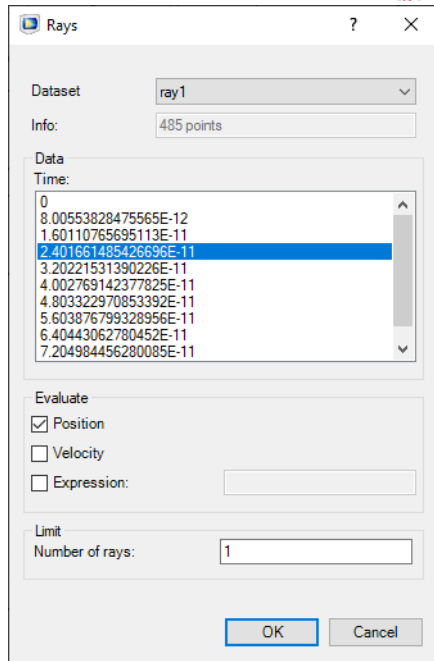 Rays ? ×
Dataset ray1
Info: 485 points
Data
Time:
0
8.00553828475565E-12
1.60110765695113E-11
2.401661485426696E-11
3.20221531390226E-11
4.002769142377825E-11
4.803322970853392E-11
5.603876799328956E-11
6.40443062780452E-11
7.204984456280085E-11
Evaluate
Position
Velocity
Expression:
Limit
Number of rays: 1
OK Cancel